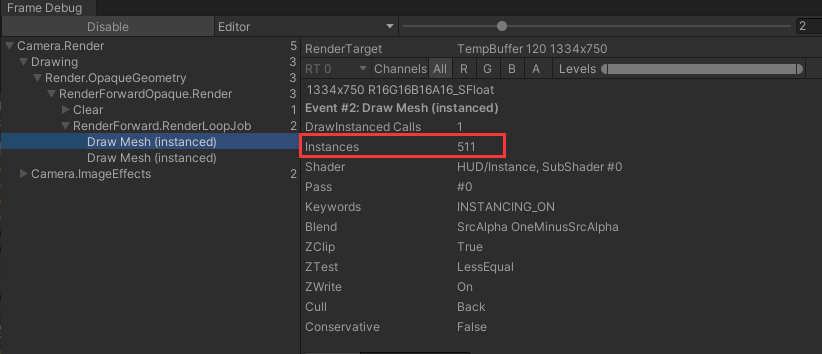 Frame Debug
Disable Editor 2
Camera.Render 5
Drawing 3
Render.OpaqueGeometry 3
RenderForwardOpaque.Render 3
Clear 1
RenderForward.RenderLoopJob 2
Draw Mesh (instanced)
Draw Mesh (instanced)
Camera.ImageEffects 2
RenderTarget TempBuffer 120 1334x750
RT 0 Channels All R G B A Levels
1334x750 R16G16B16A16_SFloat
Event #2: Draw Mesh (instanced)
DrawInstanced Calls 1
Instances 511
Shader HUD/Instance, SubShader #0
Pass #0
Keywords INSTANCING_ON
Blend SrcAlpha OneMinusSrcAlpha
ZClip True
ZTest LessEqual
ZWrite On
Cull Back
Conservative False